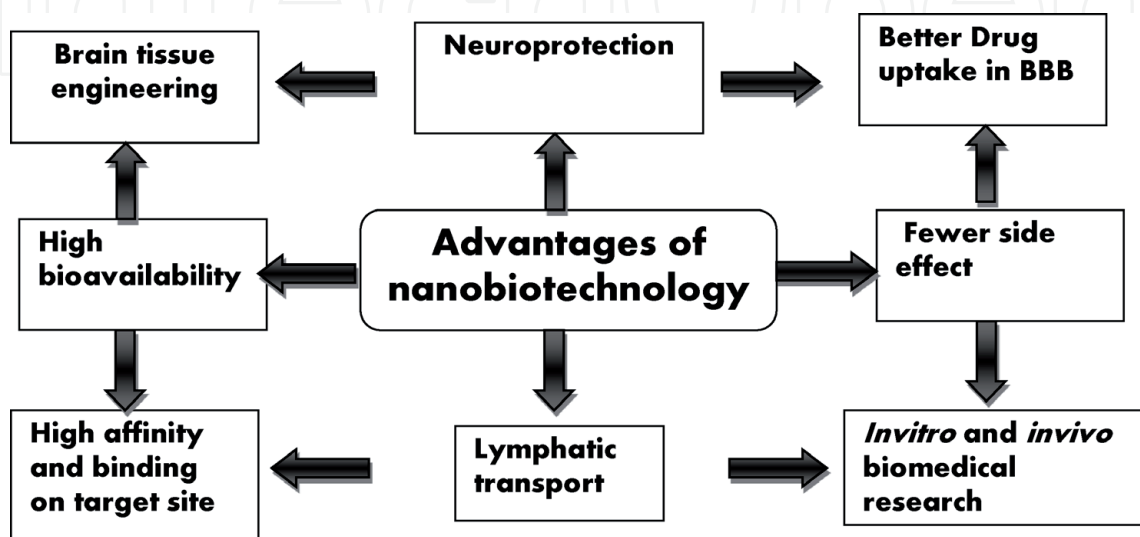 Brain tissue
engineering
Neuroprotection
Better Drug
uptake in BBB
High
bioavailability
Advantages of
nanobiotechnology
Fewer side
effect
High affinity
and binding
on target site
Lymphatic
transport
Invitro and invivo
biomedical
research